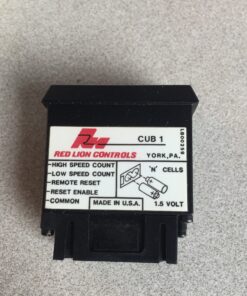 CUB 1
RED LION CONTROLS
YORK, PA.
HIGH SPEED COUNT
LOW SPEED COUNT
REMOTE RESET
RESET ENABLE
COMMON
"N" CELLS
MADE IN U.S.A.
1.5 VOLT